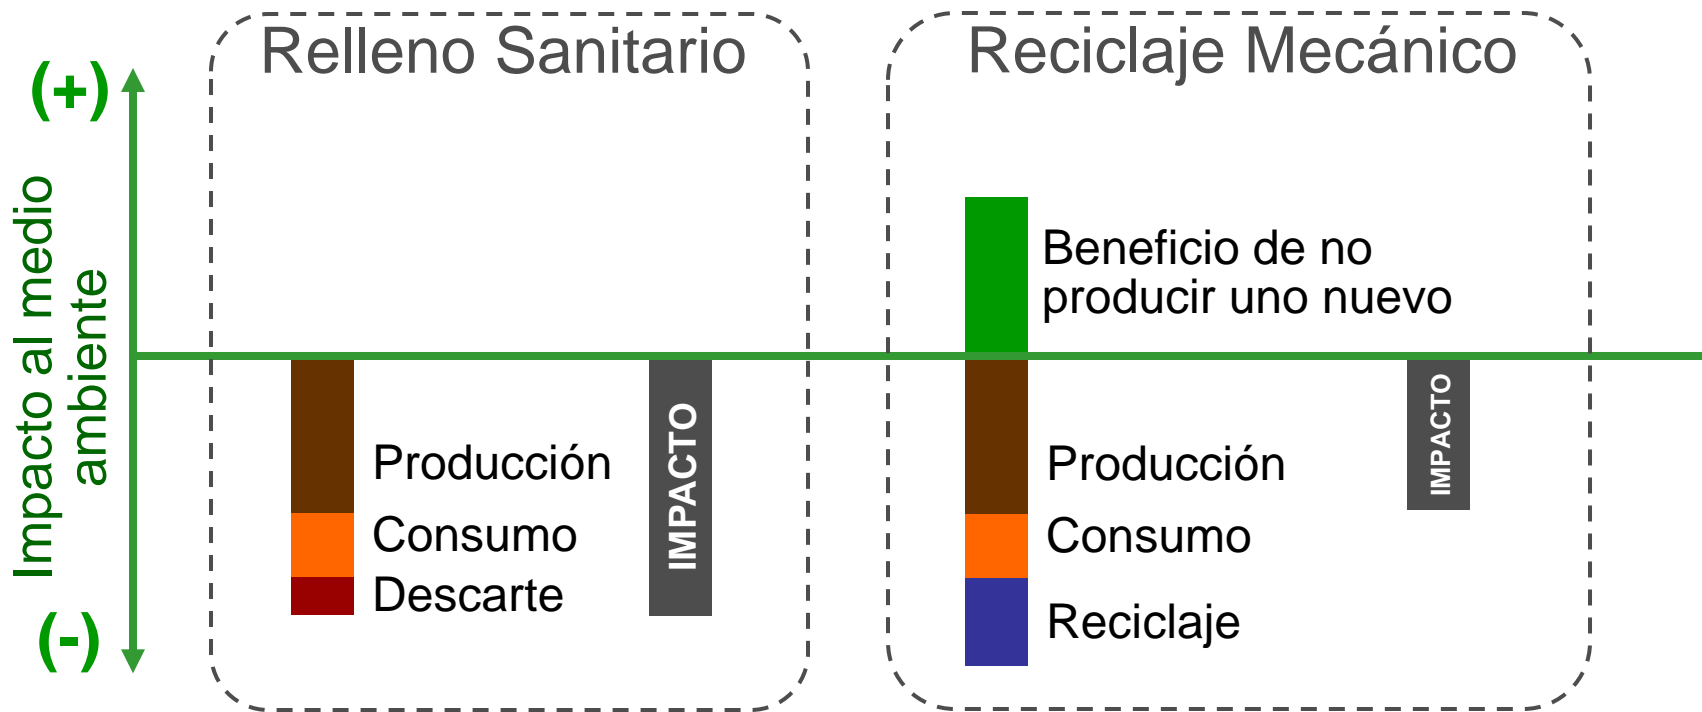 Relleno Sanitario
Reciclaje Mecánico
(+)
Impacto al medio
ambiente
(-)
Producción
Consumo
Descarte
IMPACTO
Beneficio de no
producir uno nuevo
Producción
Consumo
Reciclaje
IMPACTO